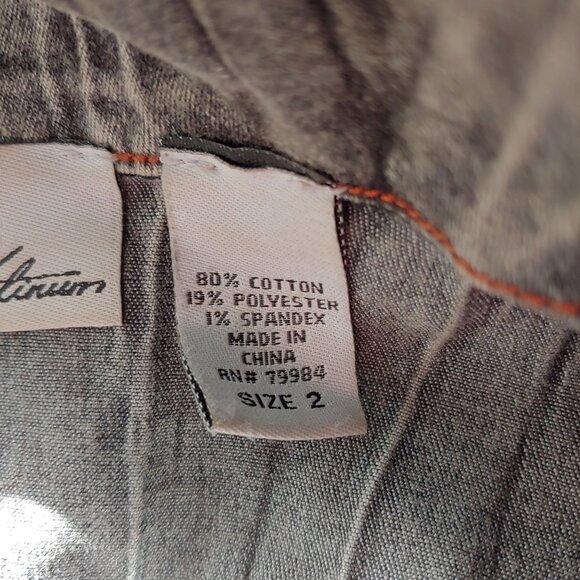 80% COTTON
19% POLYESTER
1% SPANDEX
MADE IN
CHINA
RN# 79984
SIZE 2